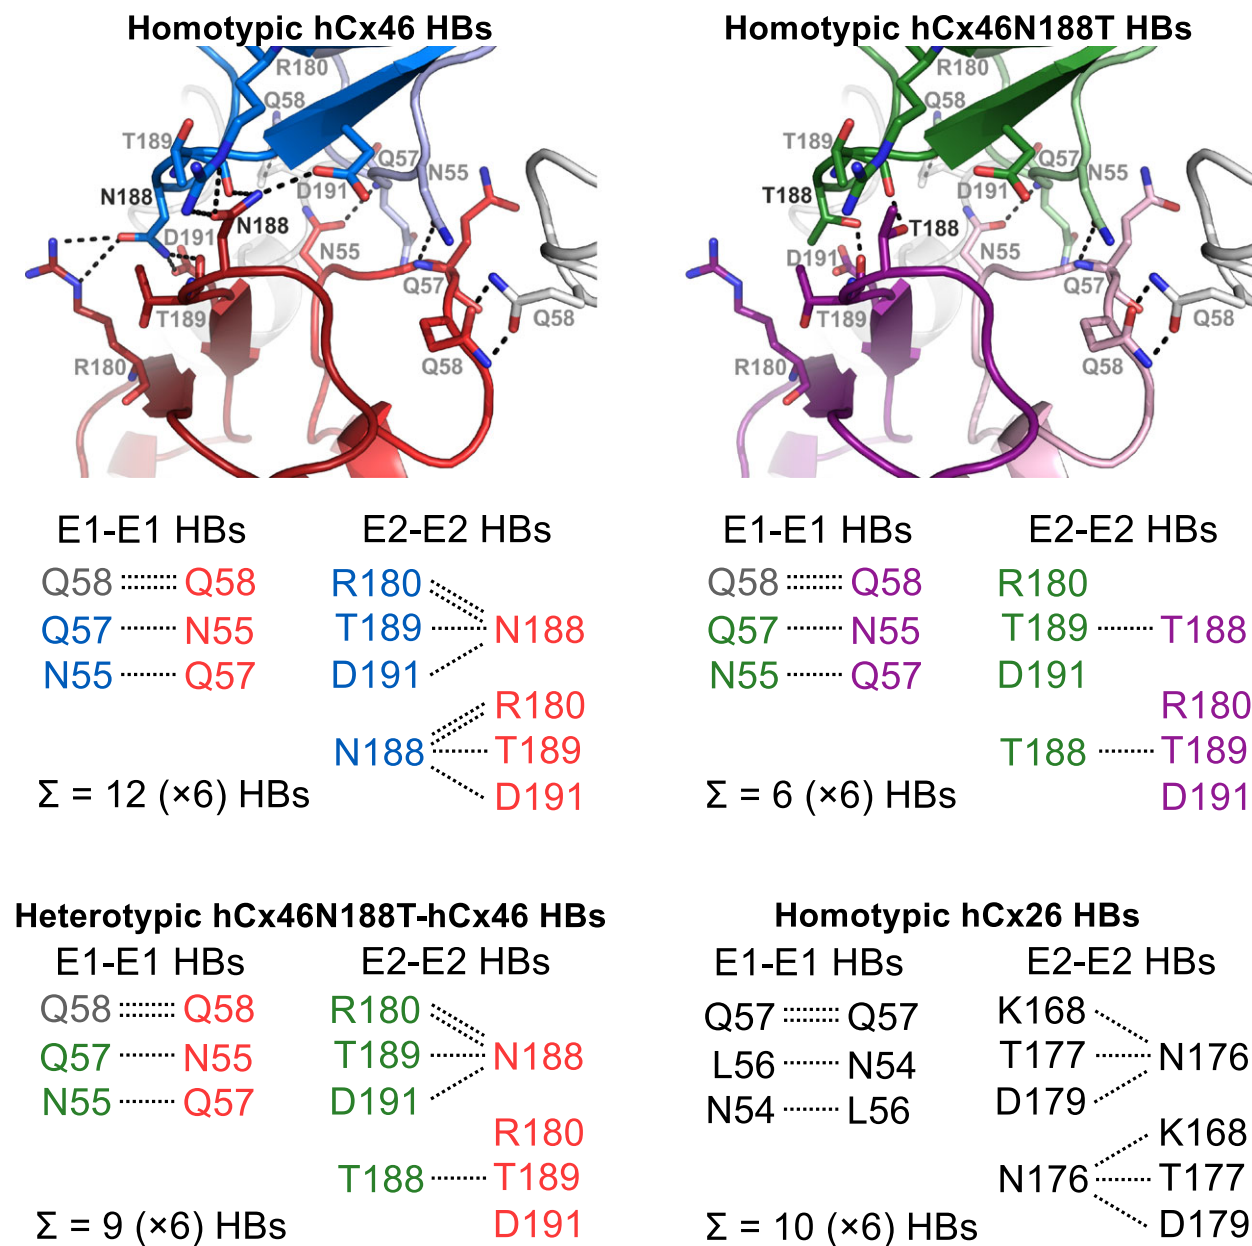 Homotypic hCx46 HBs
R180
Q58
T189
Q57
N55
D191
N188
N188
D191
N55
Q57
T189
Q58
R180
Q58
Homotypic hCx46N188T HBs
R180
Q58
T189
Q57
N55
D191
T188
T188
D191
N55
Q57
T189
Q58
R180
Q58
E1-E1 HBs
Q58 Q58
Q57 N55
N55 Q57
E2-E2 HBs
R180
T189 N188
D191
R180
N188 T189
D191
Σ = 12 (×6) HBs
E1-E1 HBs
Q58 Q58
Q57 N55
N55 Q57
E2-E2 HBs
R180
T189 T188
D191
R180
T188 T189
D191
Σ = 6 (×6) HBs
Heterotypic hCx46N188T-hCx46 HBs
E1-E1 HBs
Q58 Q58
Q57 N55
N55 Q57
E2-E2 HBs
R180
T189 N188
D191
R180
T188 T189
D191
Σ = 9 (×6) HBs
Homotypic hCx26 HBs
E1-E1 HBs
Q57 Q57
L56 N54
N54 L56
E2-E2 HBs
K168
T177 N176
D179
K168
N176 T177
D179
Σ = 10 (×6) HBs